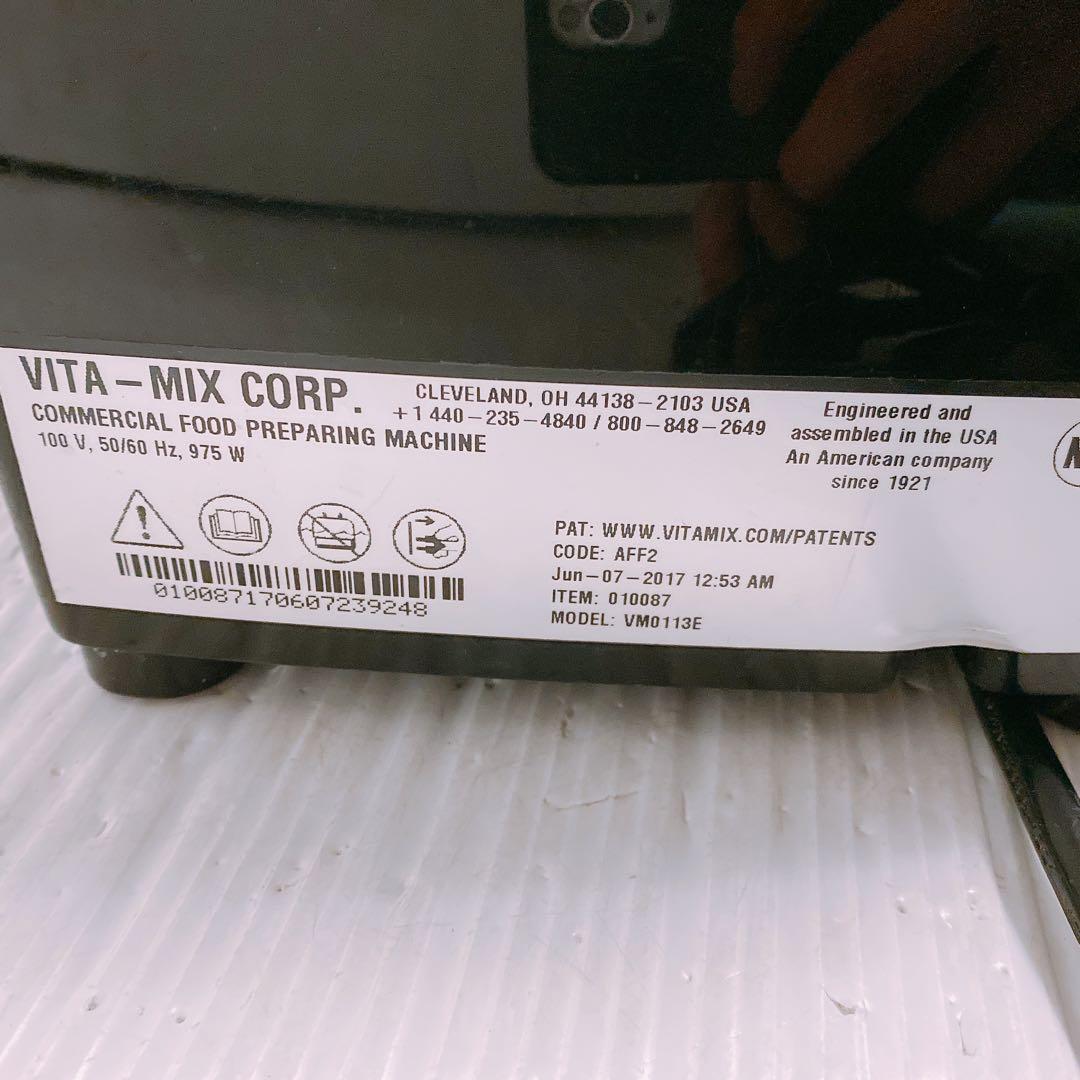 VITA-MIX CORP.
COMMERCIAL FOOD PREPARING MACHINE
100 V, 50/60 Hz, 975 W
CLEVELAND, OH 44138-2103 USA
+1 440-235-4840 / 800-848-2649
Engineered and
assembled in the USA
An American company
since 1921
010087170607239248
PAT: WWW.VITAMIX.COM/PATENTS
CODE: AFF2
Jun-07-2017 12:53 AM
ITEM: 010087
MODEL: VM0113E